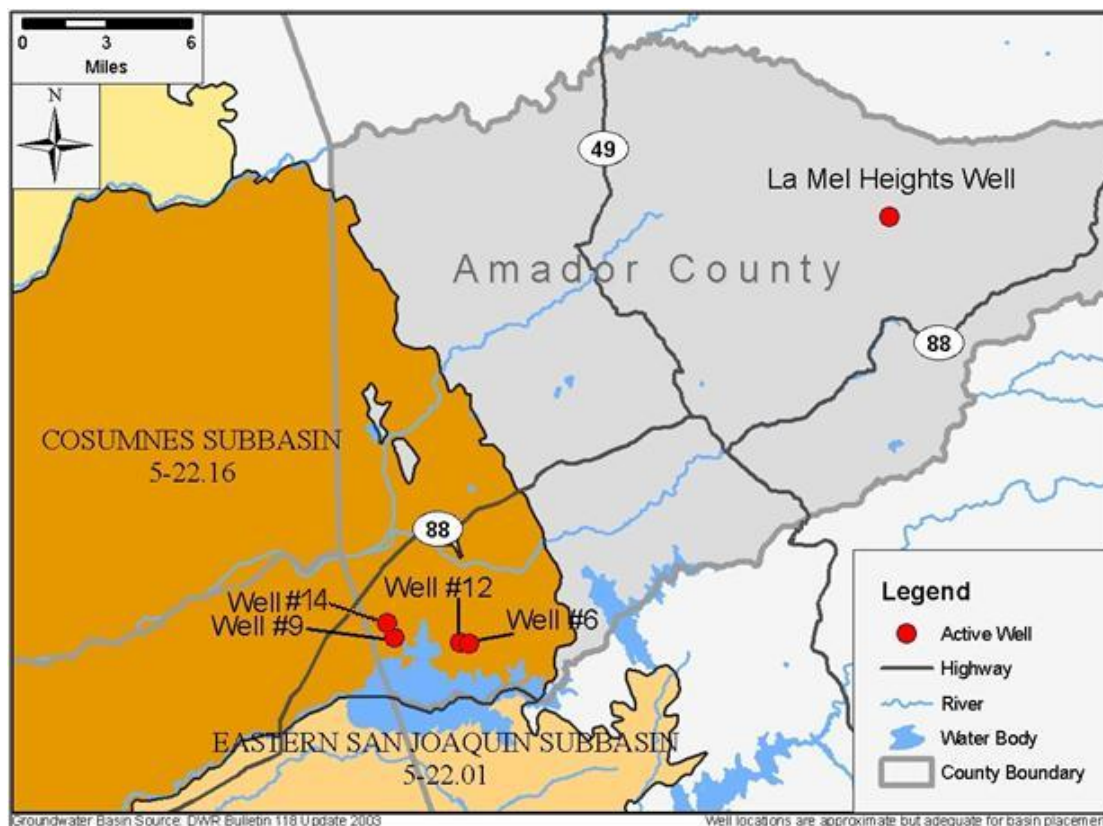 0 3 6
Miles
N
49
La Mel Heights Well
Amador County
88
COSUMNES SUBBASIN
5-22.16
88
Well #12
Well #14
Well #9
Well #6
EASTERN SAN JOAQUIN SUBBASIN
5-22.01
Legend
Active Well
Highway
River
Water Body
County Boundary
Groundwater Basin Source: DWR Bulletin 118 Update 2003
Well locations are approximate but adequate for basin placement